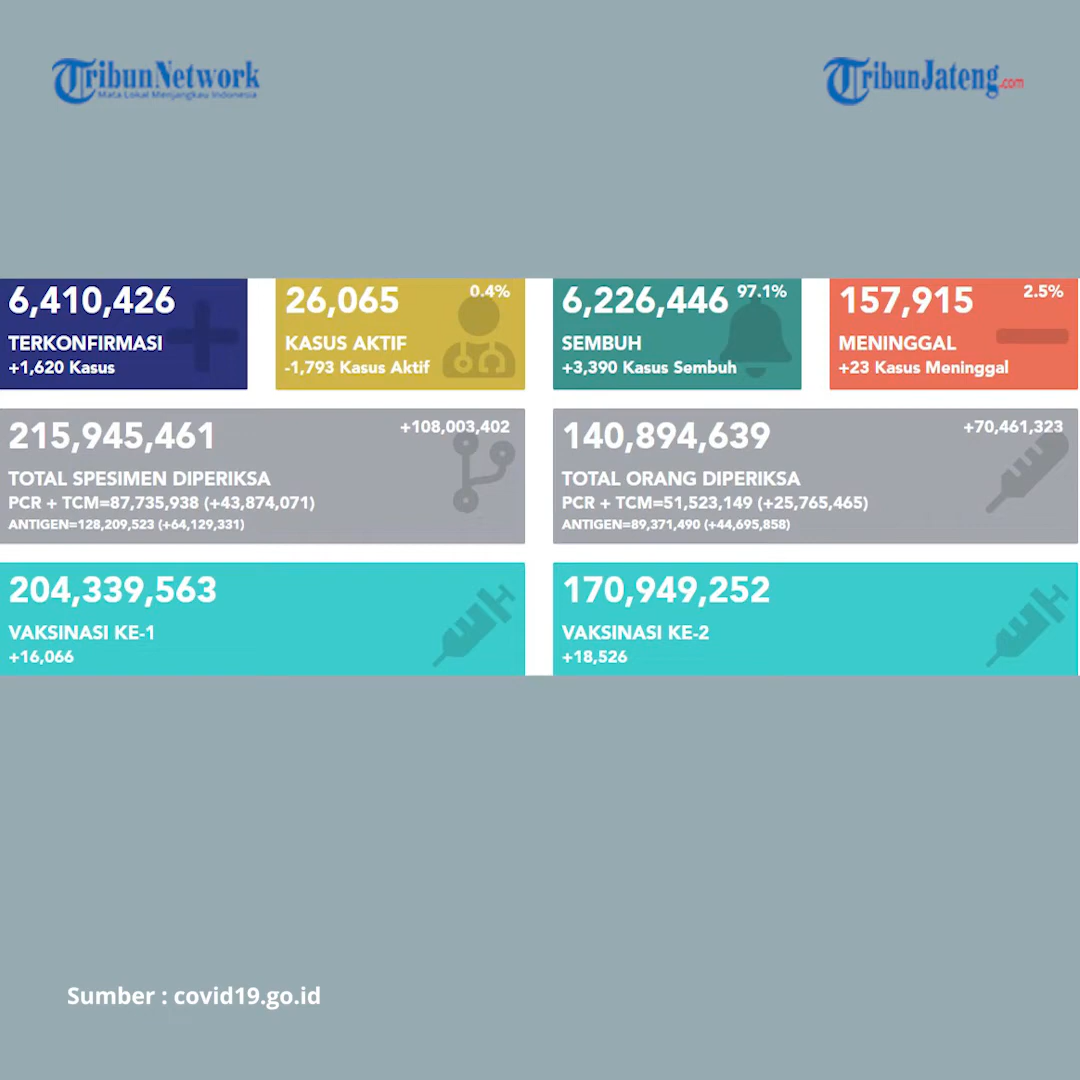 TribunNetwork
Mata Lokal Menjangkau Indonesia
TribunJateng.com
6,410,426
TERKONFIRMASI
+1,620 Kasus
26,065
0.4%
KASUS AKTIF
-1,793 Kasus Aktif
6,226,446
97.1%
SEMBUH
+3,390 Kasus Sembuh
157,915
2.5%
MENINGGAL
+23 Kasus Meninggal
215,945,461
+108,003,402
TOTAL SPESIMEN DIPERIKSA
PCR + TCM=87,735,938 (+43,874,071)
ANTIGEN=128,209,523 (+64,129,331)
140,894,639
+70,461,323
TOTAL ORANG DIPERIKSA
PCR + TCM=51,523,149 (+25,765,465)
ANTIGEN=89,371,490 (+44,695,858)
204,339,563
VAKSINASI KE-1
+16,066
170,949,252
VAKSINASI KE-2
+18,526
Sumber : covid19.go.id